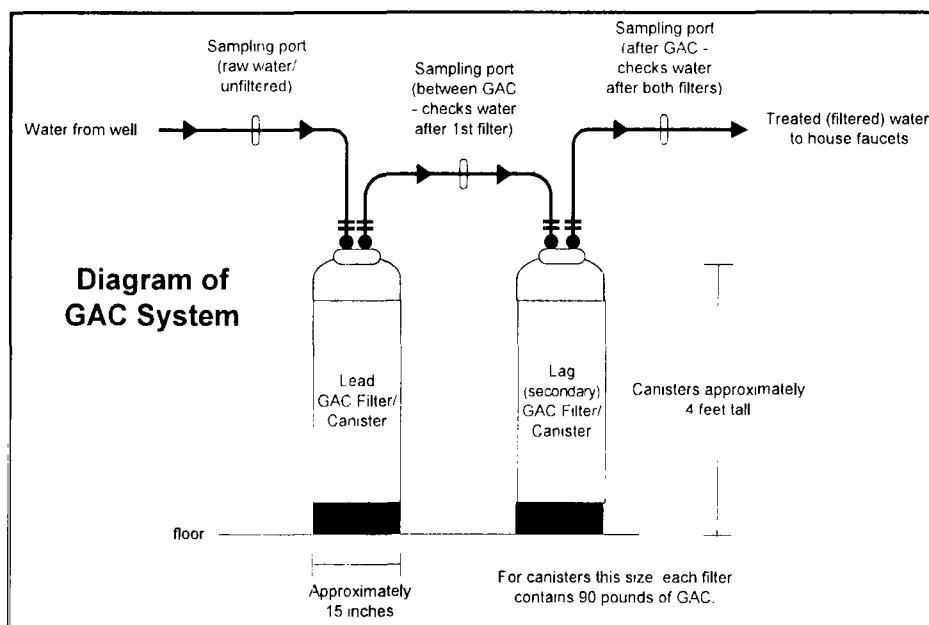 Sampling port
(raw water/
unfiltered)
Sampling port
(between GAC
- checks water
after 1st filter)
Sampling port
(after GAC -
checks water
after both filters)
Water from well
Treated (filtered) water
to house faucets
Diagram of
GAC System
Lead
GAC Filter/
Canister
Lag
(secondary)
GAC Filter/
Canister
Canisters approximately
4 feet tall
floor
Approximately
15 inches
For canisters this size each filter
contains 90 pounds of GAC.